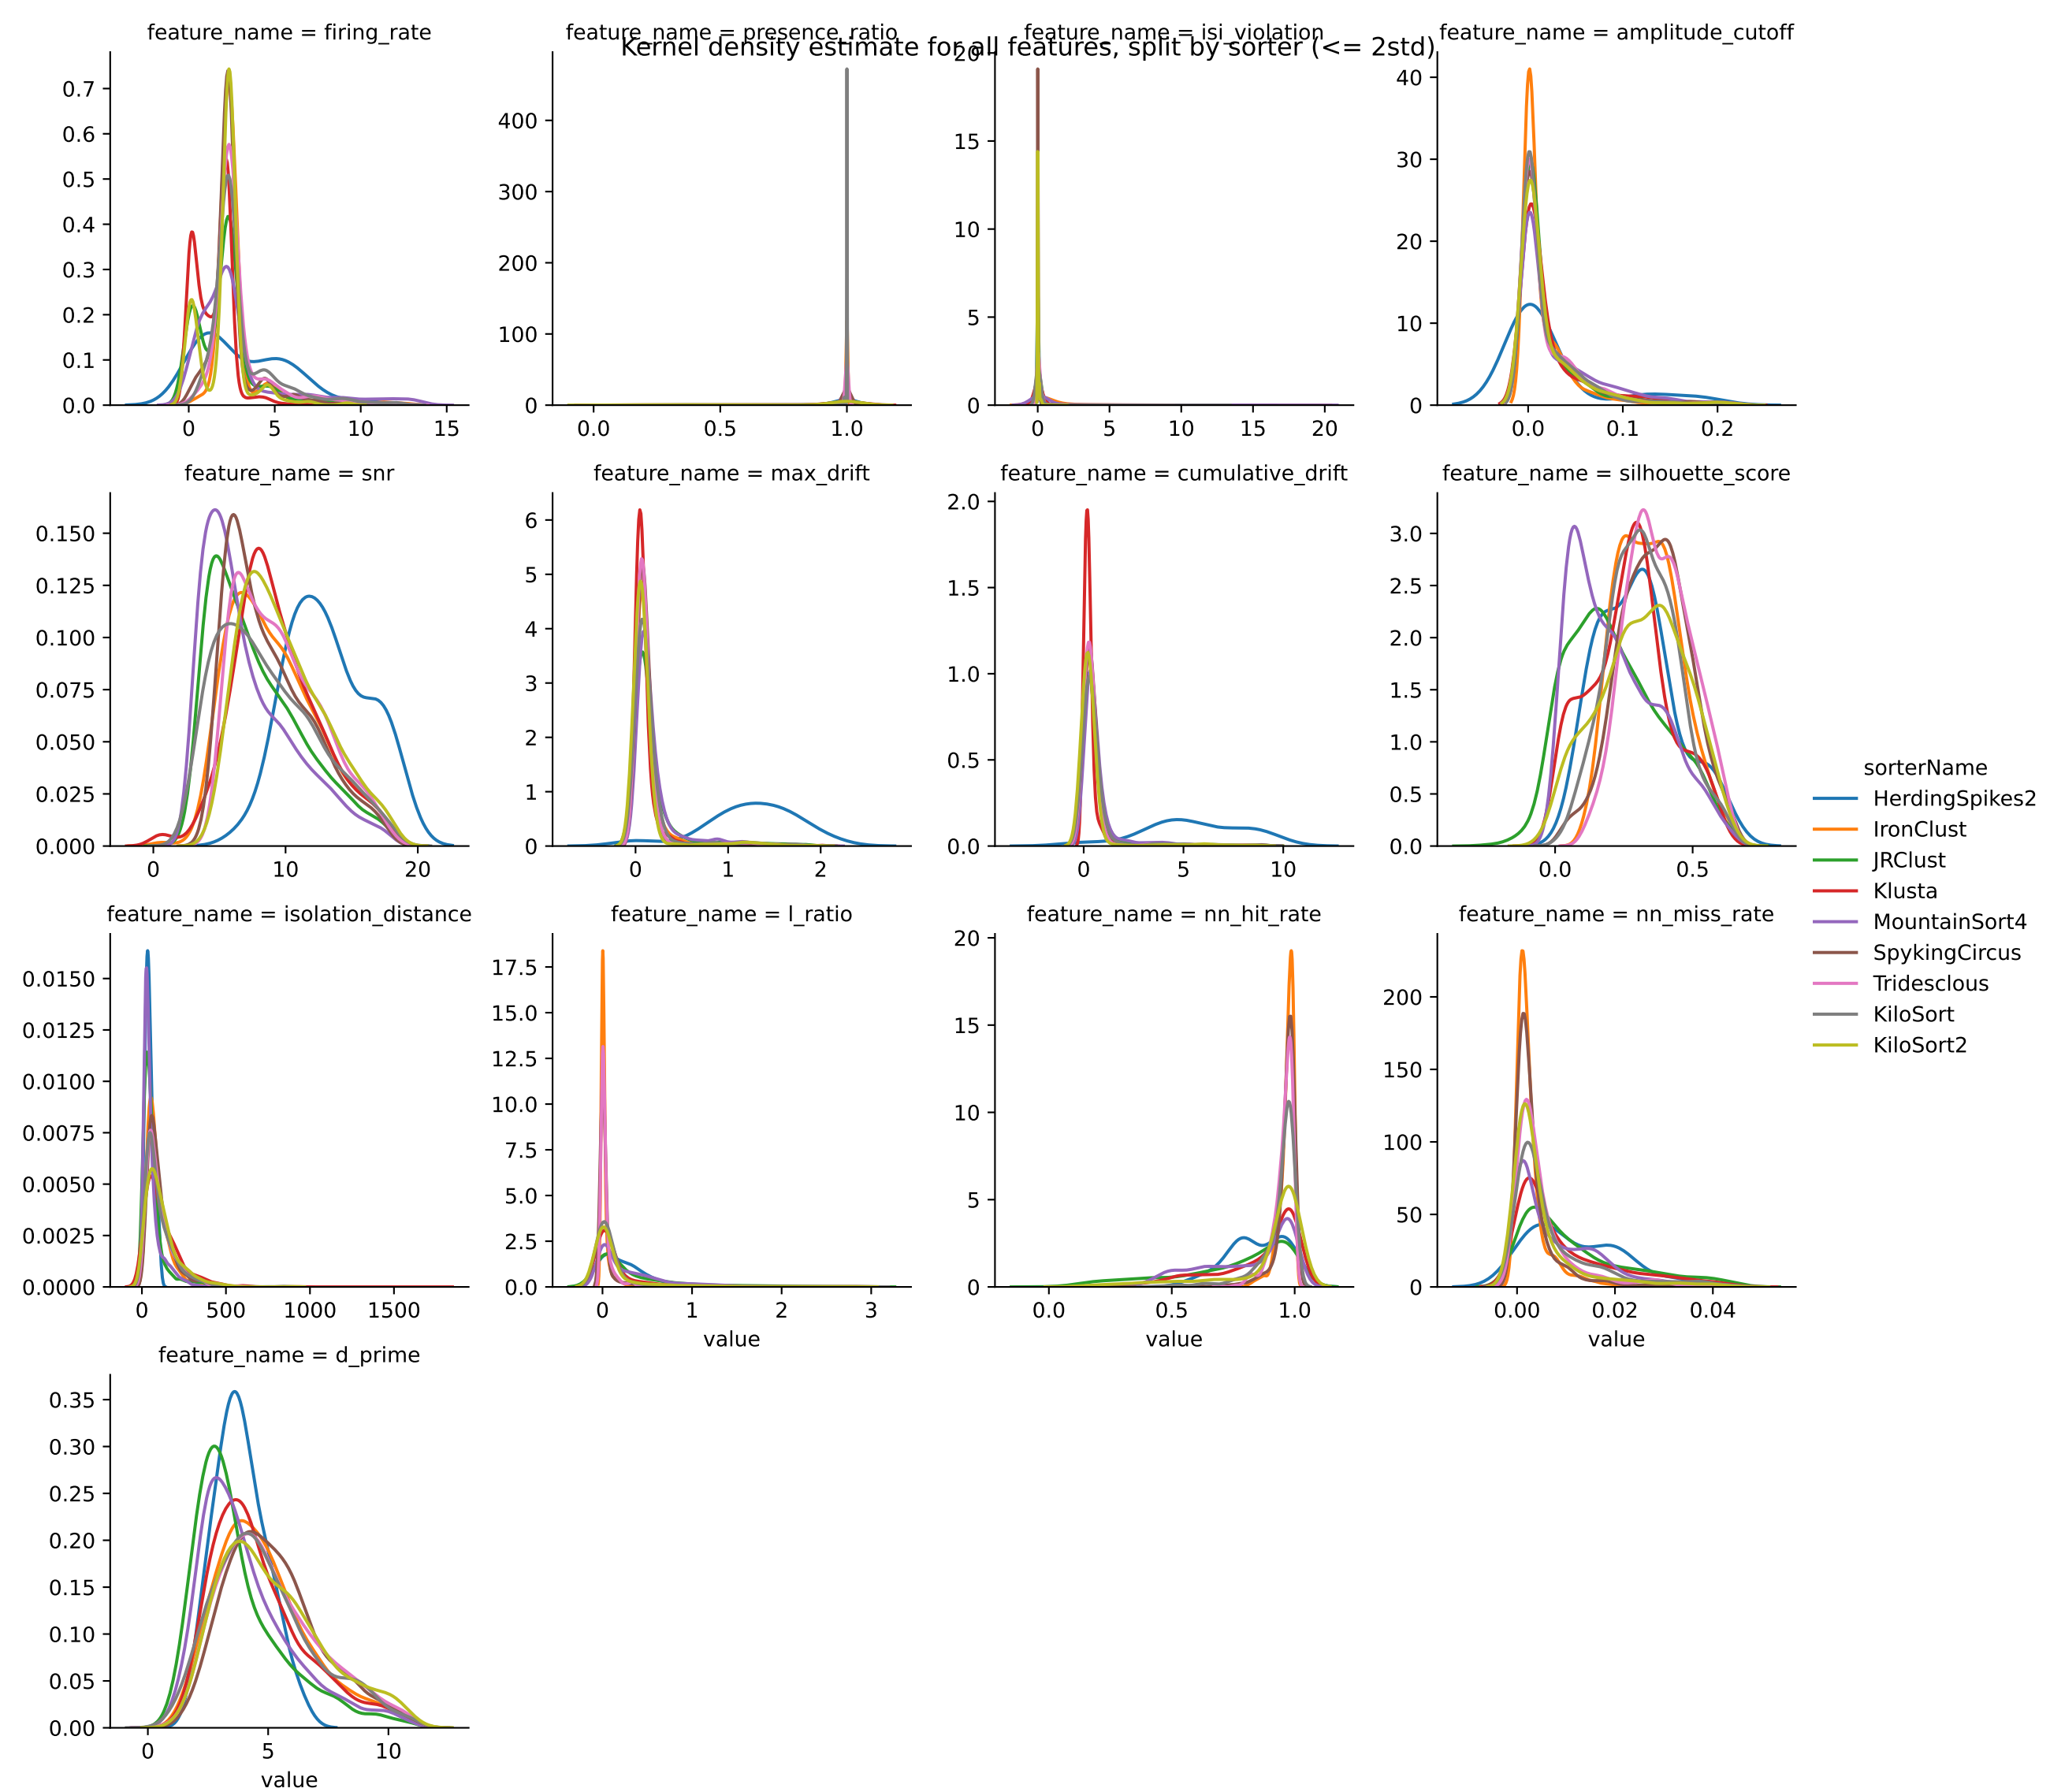 Kernel density estimate for all features, split by sorter (<= 2std)
feature_name = firing_rate
0.7
0.6
0.5
0.4
0.3
0.2
0.1
0.0
0 5 10 15
feature_name = presence_ratio
400
300
200
100
0
0.0 0.5 1.0
feature_name = isi_violation
20
15
10
5
0
0 5 10 15 20
feature_name = amplitude_cutoff
40
30
20
10
0
0.0 0.1 0.2
feature_name = snr
0.150
0.125
0.100
0.075
0.050
0.025
0.000
0 10 20
feature_name = max_drift
6
5
4
3
2
1
0
0 1 2
feature_name = cumulative_drift
2.0
1.5
1.0
0.5
0.0
0 5 10
feature_name = silhouette_score
3.0
2.5
2.0
1.5
1.0
0.5
0.0
0.0 0.5
sorterName
HerdingSpikes2
IronClust
JRClust
Klusta
MountainSort4
SpykingCircus
Tridesclous
KiloSort
KiloSort2
feature_name = isolation_distance
0.0150
0.0125
0.0100
0.0075
0.0050
0.0025
0.0000
0 500 1000 1500
feature_name = l_ratio
17.5
15.0
12.5
10.0
7.5
5.0
2.5
0.0
0 1 2 3
value
feature_name = nn_hit_rate
20
15
10
5
0
0.0 0.5 1.0
value
feature_name = nn_miss_rate
200
150
100
50
0
0.00 0.02 0.04
value
feature_name = d_prime
0.35
0.30
0.25
0.20
0.15
0.10
0.05
0.00
0 5 10
value